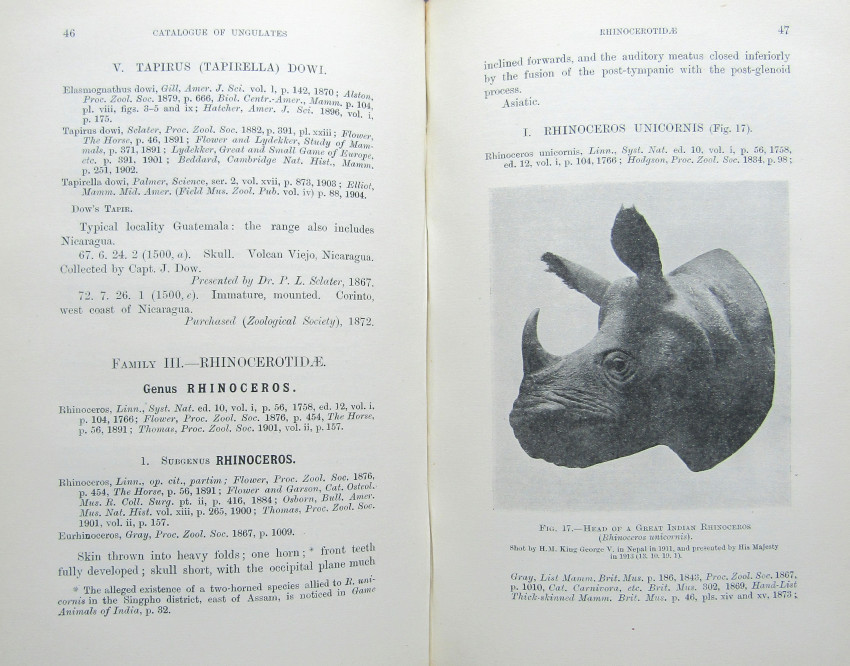 46
CATALOGUE OF UNGULATES
V. TAPIRUS (TAPIRELLA) DOWI.
Elasmognathus dowi, Gill, Amer. J. Sci. vol. 1, p. 142, 1870; Alston,
Proc. Zool. Soc. 1879, p. 666, Biol. Centr.-Amer., Mamm. p. 104,
pl. viii, figs. 3-5 and ix; Hatcher, Amer. J. Sci. 1896, vol. i,
p. 175.
Tapirus dowi, Sclater, Proc. Zool. Soc. 1882, p. 391, pl. xxiii; Flower,
The Horse, p. 46, 1891; Flower and Lydekker, Study of Mam-
mals, p. 371, 1891; Lydekker, Great and Small Game of Europe,
etc. p. 391, 1901; Beddard, Cambridge Nat. Hist., Mamm.
p. 251, 1902.
Tapirella dowi, Palmer, Science, ser. 2, vol. xvii, p. 873, 1903; Elliot,
Mamm. Mid. Amer. (Field Mus. Zool. Pub. vol. iv) p. 88, 1904.
Dow's Tapir.
Typical locality Guatemala: the range also includes
Nicaragua.
67. 6. 24. 2 (1500, a). Skull. Volcan Viejo, Nicaragua.
Collected by Capt. J. Dow.
Presented by Dr. P. L. Sclater, 1867.
72. 7. 26. 1 (1500, c). Immature, mounted. Corinto,
west coast of Nicaragua.
Purchased (Zoological Society), 1872.
Family III.—RHINOCEROTIDÆ.
Genus RHINOCEROS.
Rhinoceros, Linn., Syst. Nat. ed. 10, vol. i, p. 56, 1758, ed. 12, vol. i.
p. 104, 1766; Flower, Proc. Zool. Soc. 1876, p. 454, The Horse,
p. 56, 1891; Thomas, Proc. Zool. Soc. 1901, vol. ii, p. 157.
1. Subgenus RHINOCEROS.
Rhinoceros, Linn., op. cit., partim; Flower, Proc. Zool. Soc. 1876,
p. 454, The Horse, p. 56, 1891; Flower and Garson, Cat. Osteol.
Mus. R. Coll. Surg. pt. ii, p. 416, 1884; Osborn, Bull. Amer.
Mus. Nat. Hist. vol. xiii, p. 265, 1900; Thomas, Proc. Zool. Soc.
1901, vol. ii, p. 157.
Eurhinoceros, Gray, Proc. Zool. Soc. 1867, p. 1009.
Skin thrown into heavy folds; one horn;* front teeth
fully developed; skull short, with the occipital plane much
* The alleged existence of a two-horned species allied to R. uni-
cornis in the Singpho district, east of Assam, is noticed in Game
Animals of India, p. 32.
RHINOCEROTIDÆ
47
inclined forwards, and the auditory meatus closed inferiorly
by the fusion of the post-tympanic with the post-glenoid
process.
Asiatic.
I. RHINOCEROS UNICORNIS (Fig. 17).
Rhinoceros unicornis, Linn., Syst. Nat. ed. 10, vol. i, p. 56, 1758,
ed. 12, vol. i, p. 104, 1766; Hodgson, Proc. Zool. Soc. 1834, p. 98;
Fig. 17.—Head of a Great Indian Rhinoceros
(Rhinoceros unicornis).
Shot by H.M. King George V. in Nepal in 1911, and presented by His Majesty
in 1913 (13. 10. 19. 1).
Gray, List Mamm. Brit. Mus. p. 186, 1843, Proc. Zool. Soc. 1867,
p. 1010, Cat. Carnivora, etc. Brit. Mus. 302, 1869, Hand-List
Thick-skinned Mamm. Brit. Mus. p. 46, pls. xiv and xv, 1873;